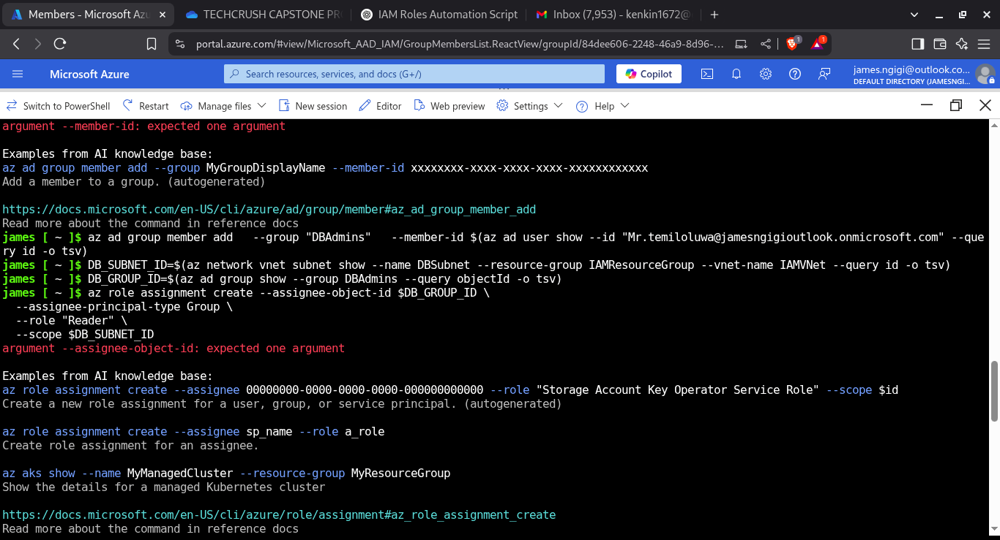 Members - Microsoft Azu
TECHCRUSH CAPSTONE PRO
IAM Roles Automation Script
Inbox (7,953) - kenkin1672@
portal.azure.com/#view/Microsoft_AAD_IAM/GroupMembersList.ReactView/groupId/84dee606-2248-46a9-8d96-...
1
1
Microsoft Azure
Search resources, services, and docs (G+/)
Copilot
james.ngigi@outlook.co...
DEFAULT DIRECTORY (JAMESNGI...
Switch to PowerShell
Restart
Manage files
New session
Editor
Web preview
Settings
Help
argument --member-id: expected one argument
Examples from AI knowledge base:
az ad group member add --group MyGroupDisplayName --member-id xxxxxxxx-xxxx-xxxx-xxxx-xxxxxxxxxxxx
Add a member to a group. (autogenerated)
https://docs.microsoft.com/en-US/cli/azure/ad/group/member#az_ad_group_member_add
Read more about the command in reference docs
james [ ~ ]$ az ad group member add   --group "DBAdmins"   --member-id $(az ad user show --id "Mr.temiloluwa@jamesngigioutlook.onmicrosoft.com" --que
ry id -o tsv)
james [ ~ ]$ DB_SUBNET_ID=$(az network vnet subnet show --name DBSubnet --resource-group IAMResourceGroup --vnet-name IAMVNet --query id -o tsv)
james [ ~ ]$ DB_GROUP_ID=$(az ad group show --group DBAdmins --query objectId -o tsv)
james [ ~ ]$ az role assignment create --assignee-object-id $DB_GROUP_ID \
  --assignee-principal-type Group \
  --role "Reader" \
  --scope $DB_SUBNET_ID
argument --assignee-object-id: expected one argument
Examples from AI knowledge base:
az role assignment create --assignee 00000000-0000-0000-0000-000000000000 --role "Storage Account Key Operator Service Role" --scope $id
Create a new role assignment for a user, group, or service principal. (autogenerated)
az role assignment create --assignee sp_name --role a_role
Create role assignment for an assignee.
az aks show --name MyManagedCluster --resource-group MyResourceGroup
Show the details for a managed Kubernetes cluster
https://docs.microsoft.com/en-US/cli/azure/role/assignment#az_role_assignment_create
Read more about the command in reference docs